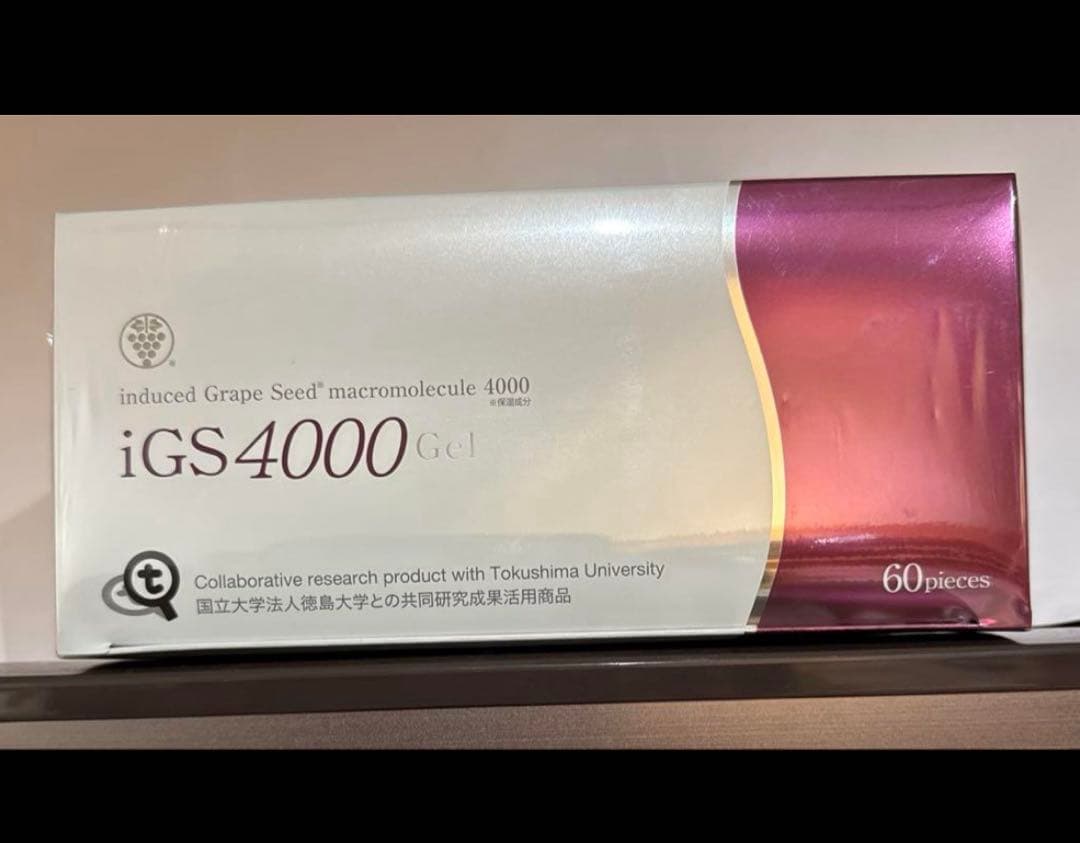 induced Grape Seed® macromolecule 4000
※保湿成分
iGS4000 Gel
t
Collaborative research product with Tokushima University
国立大学法人徳島大学との共同研究成果活用商品
60pieces